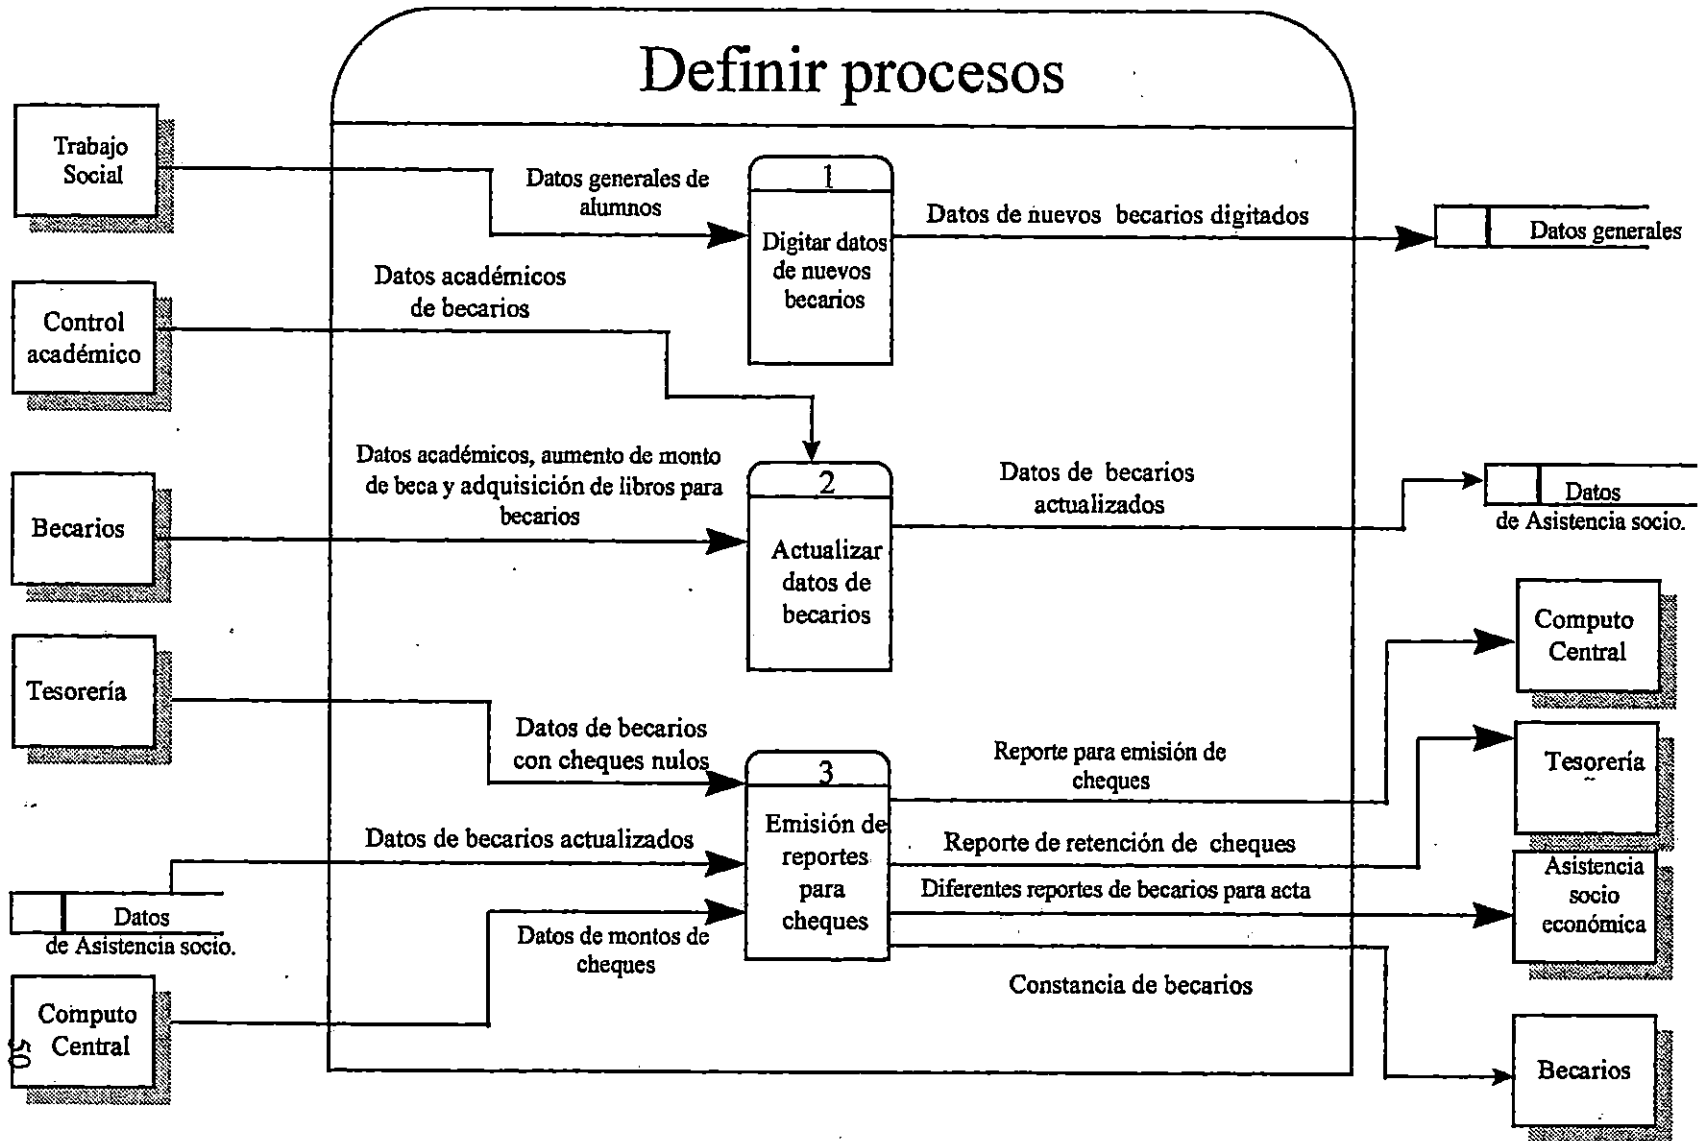 Definir procesos
Trabajo
Social
Datos generales de
alumnos
1
Digitar datos
de nuevos
becarios
Datos de nuevos becarios digitados
Datos generales
Control
académico
Datos académicos
de becarios
Becarios
Datos académicos, aumento de monto
de beca y adquisición de libros para
becarios
2
Actualizar
datos de
becarios
Datos de becarios
actualizados
Datos
de Asistencia socio.
Tesorería
Datos de becarios
con cheques nulos
3
Emisión de
reportes
para
cheques
Reporte para emisión de
cheques
Computo
Central
Datos de becarios actualizados
Reporte de retención de cheques
Tesorería
Datos
de Asistencia socio.
Diferentes reportes de becarios para acta
Asistencia
socio
económica
Datos de montos de
cheques
Constancia de becarios
Computo
Central
Becarios
50